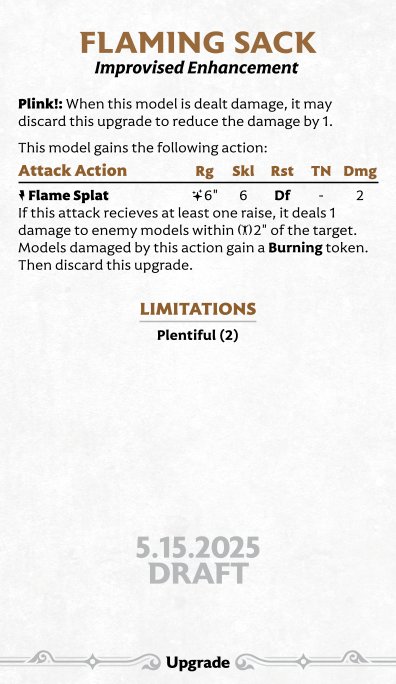 FLAMING SACK
Improvised Enhancement
Plink!: When this model is dealt damage, it may
discard this upgrade to reduce the damage by 1.
This model gains the following action:
Attack Action Rg Skl Rst TN Dmg
Flame Splat 6" 6 Df - 2
If this attack recieves at least one raise, it deals 1
damage to enemy models within 2" of the target.
Models damaged by this action gain a Burning token.
Then discard this upgrade.
LIMITATIONS
Plentiful (2)
5.15.2025
DRAFT
Upgrade